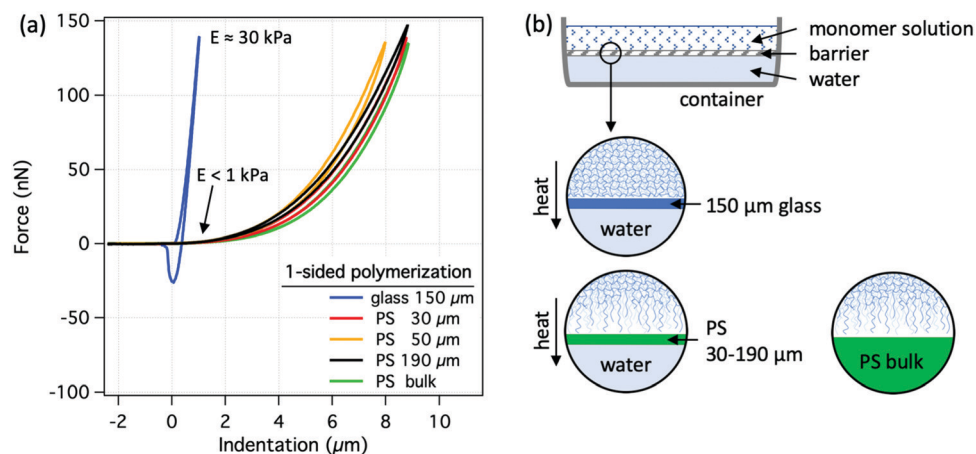 (a)
150
100
50
0
-50
-100
Force (nN)
E ≈ 30 kPa
E < 1 kPa
1-sided polymerization
glass 150 µm
PS 30 µm
PS 50 µm
PS 190 µm
PS bulk
-2 0 2 4 6 8 10
Indentation (µm)
(b)
monomer solution
barrier
water
container
heat
water
150 µm glass
heat
water
PS
30-190 µm
PS bulk